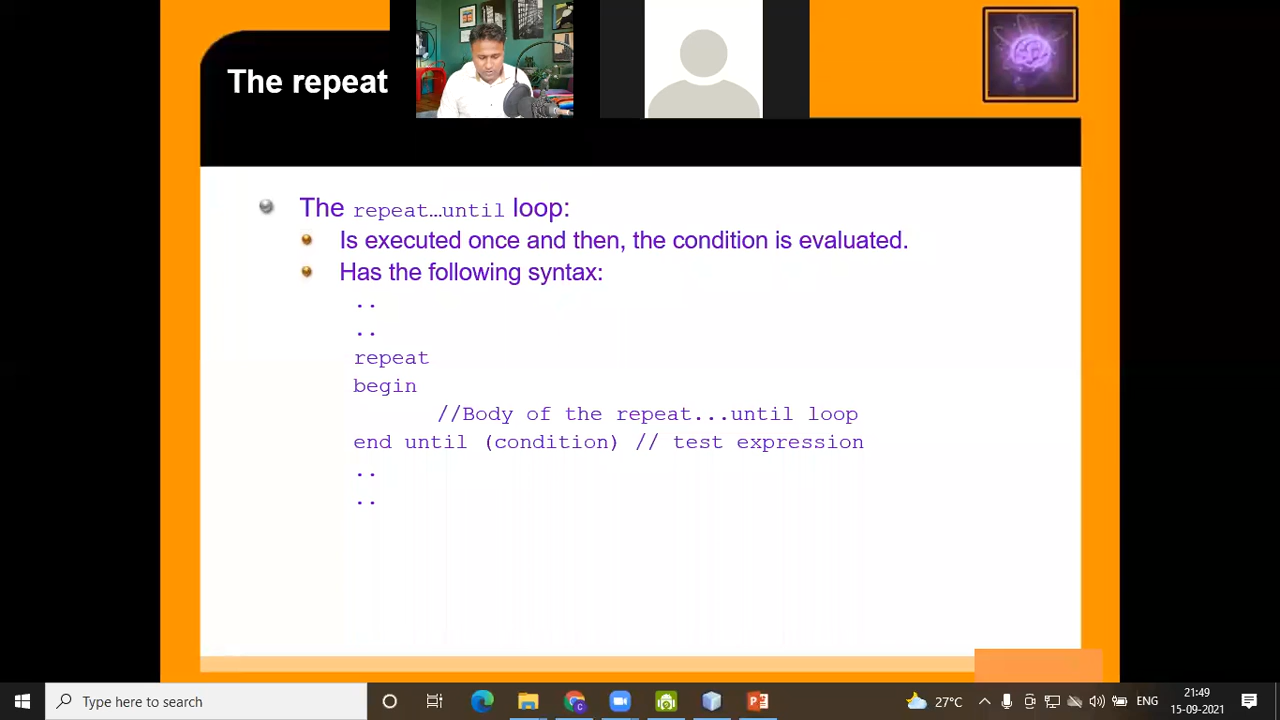 The repeat
The repeat…until loop:
Is executed once and then, the condition is evaluated.
Has the following syntax:
..
..
repeat
begin
//Body of the repeat...until loop
end until (condition) // test expression
..
..
Type here to search
27°C
ENG
21:49
15-09-2021